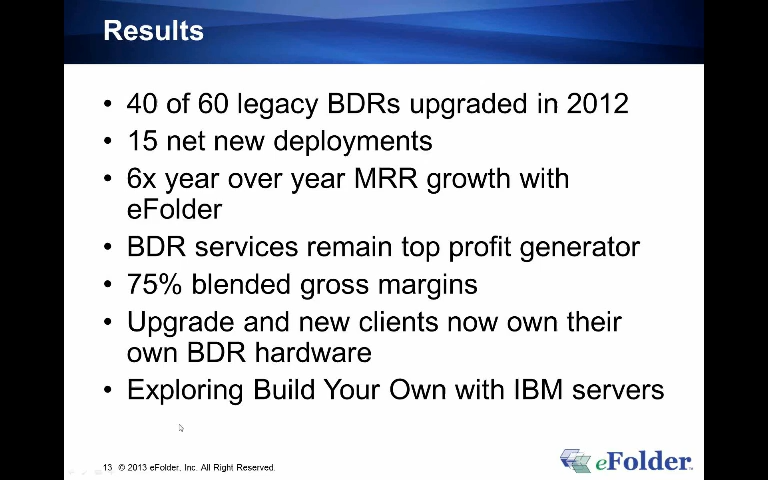 Results
• 40 of 60 legacy BDRs upgraded in 2012
• 15 net new deployments
• 6x year over year MRR growth with
eFolder
• BDR services remain top profit generator
• 75% blended gross margins
• Upgrade and new clients now own their
own BDR hardware
• Exploring Build Your Own with IBM servers
13 © 2013 eFolder, Inc. All Right Reserved.
eFolder